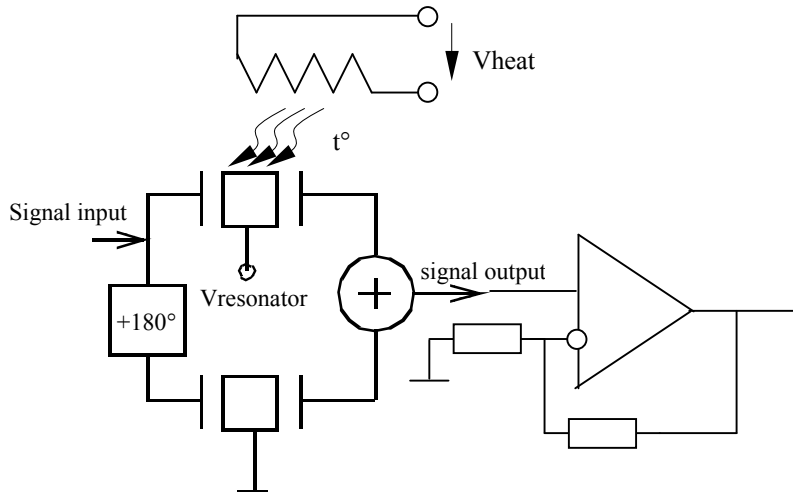 Vheat
t°
Signal input
Vresonator
signal output
+180°
+